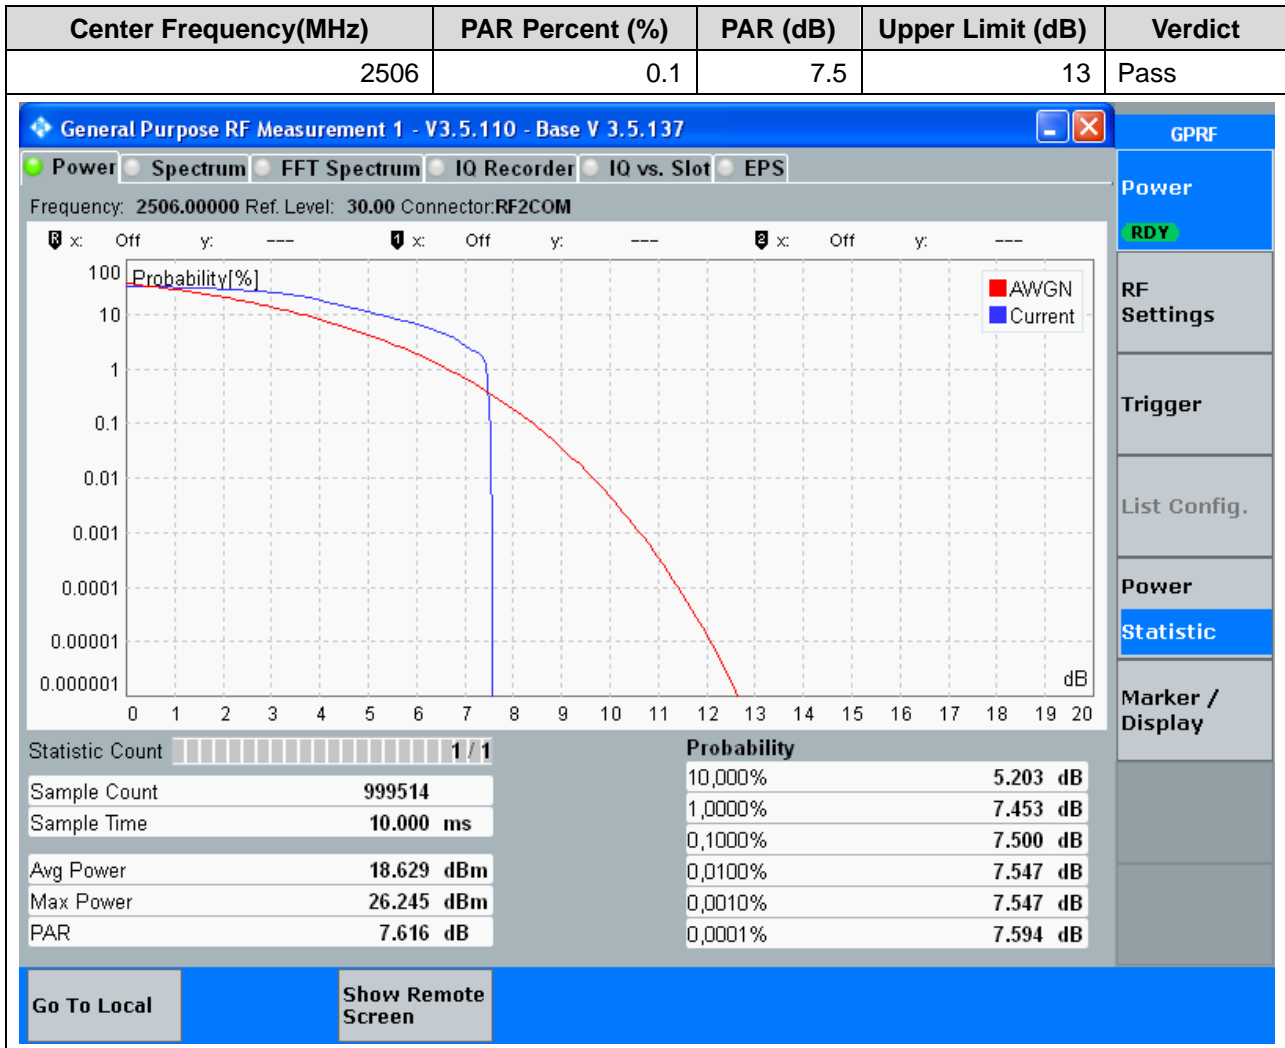 Center Frequency(MHz) PAR Percent (%) PAR (dB) Upper Limit (dB) Verdict
2506 0.1 7.5 13 Pass
General Purpose RF Measurement 1 - V3.5.110 - Base V 3.5.137
GPRF
Power Spectrum FFT Spectrum IQ Recorder IQ vs. Slot EPS
Frequency: 2506.00000 Ref. Level: 30.00 Connector:RF2COM
R x: Off y: --- 1 x: Off y: --- 2 x: Off y: ---
Probability[%]
AWGN
Current
100
10
1
0.1
0.01
0.001
0.0001
0.00001
0.000001
dB
0 1 2 3 4 5 6 7 8 9 10 11 12 13 14 15 16 17 18 19 20
Statistic Count 1 / 1
Sample Count 999514
Sample Time 10.000 ms
Avg Power 18.629 dBm
Max Power 26.245 dBm
PAR 7.616 dB
Probability
10,000% 5.203 dB
1,0000% 7.453 dB
0,1000% 7.500 dB
0,0100% 7.547 dB
0,0010% 7.547 dB
0,0001% 7.594 dB
Power
RDY
RF
Settings
Trigger
List Config.
Power
Statistic
Marker /
Display
Go To Local
Show Remote
Screen